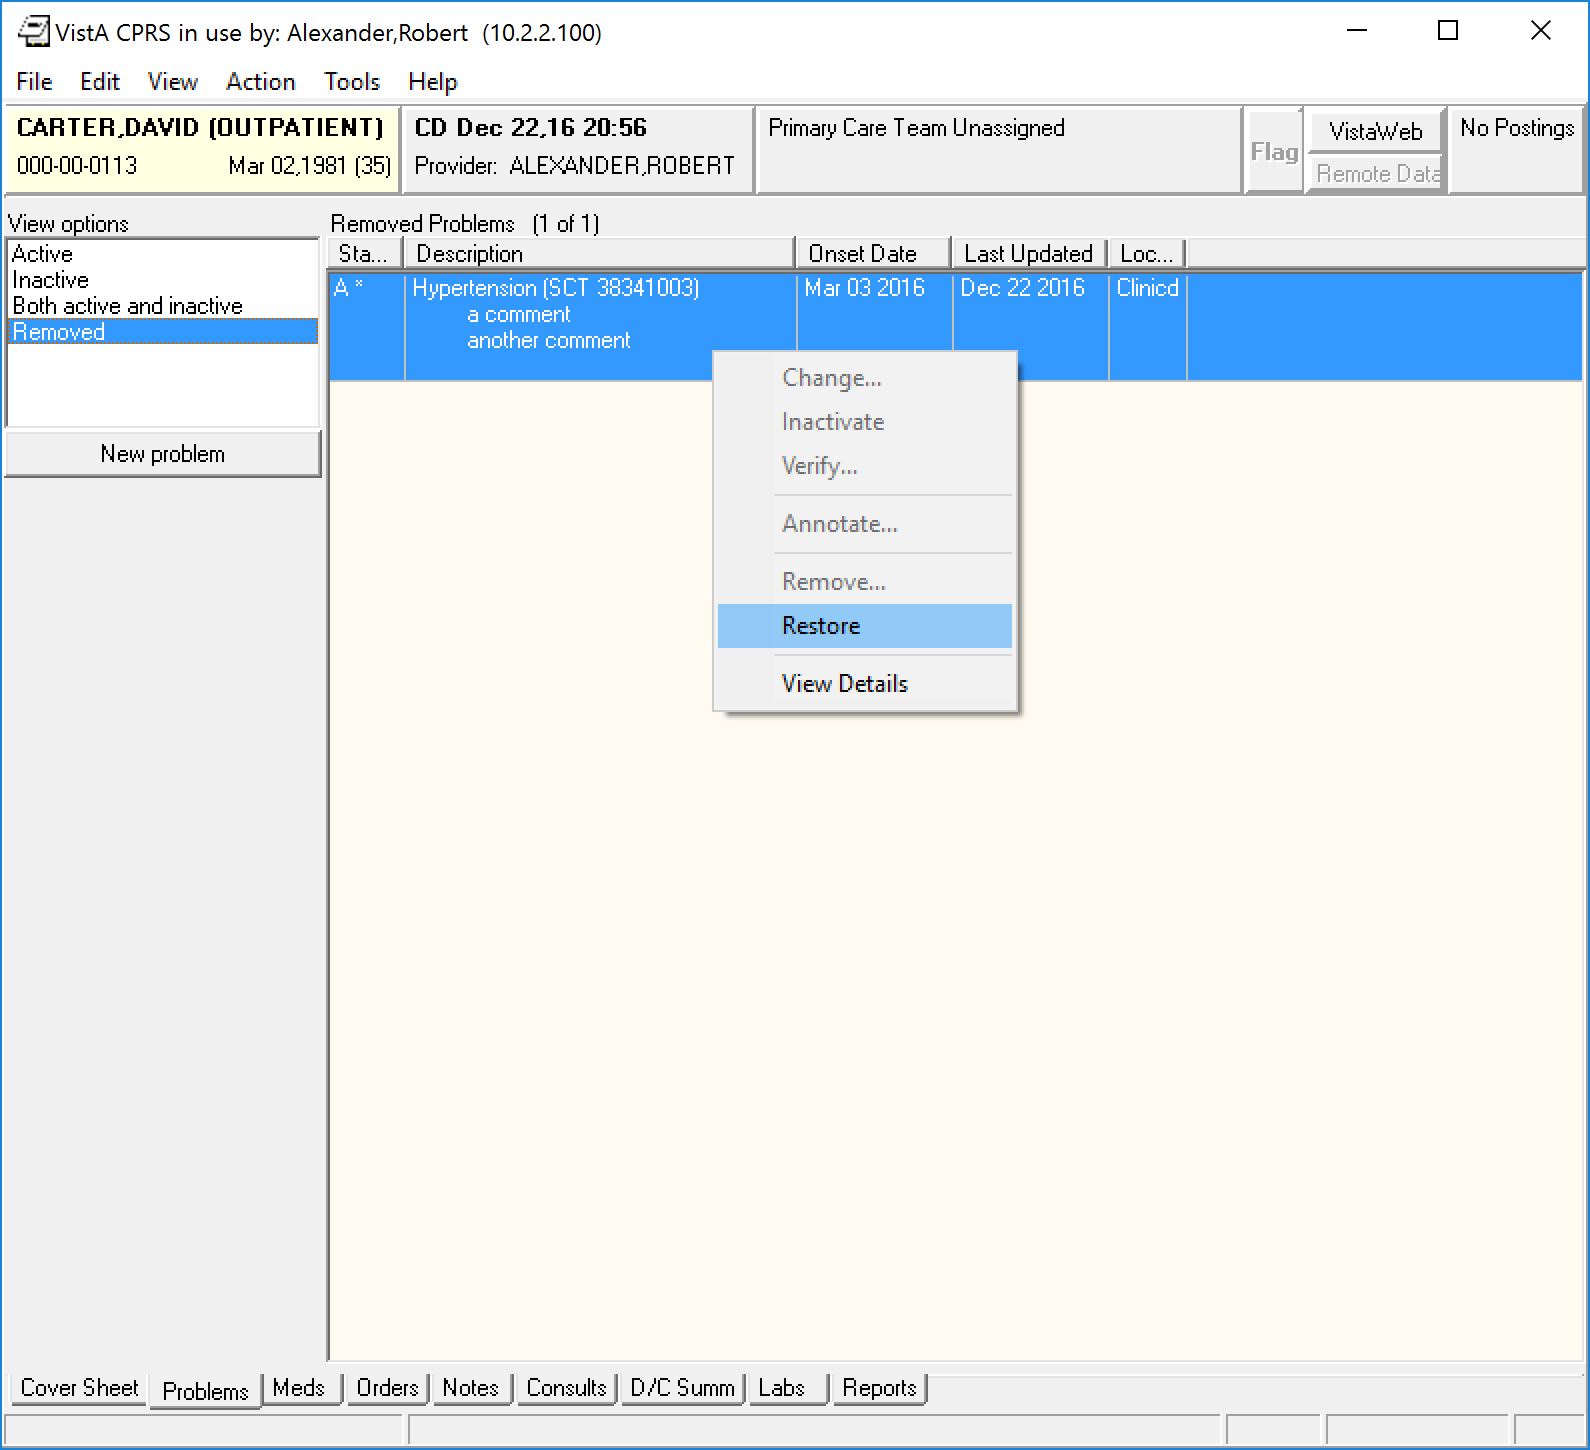 VistA CPRS in use by: Alexander,Robert (10.2.2.100)
File Edit View Action Tools Help
CARTER,DAVID (OUTPATIENT)
000-00-0113 Mar 02,1981 (35)
CD Dec 22,16 20:56
Provider: ALEXANDER,ROBERT
Primary Care Team Unassigned
Flag
VistaWeb
Remote Data
No Postings
View options
Active
Inactive
Both active and inactive
Removed
New problem
Removed Problems (1 of 1)
Sta... Description Onset Date Last Updated Loc...
A * Hypertension (SCT 38341003) Mar 03 2016 Dec 22 2016 Clinicd
a comment
another comment
Change...
Inactivate
Verify...
Annotate...
Remove...
Restore
View Details
Cover Sheet Problems Meds Orders Notes Consults D/C Summ Labs Reports